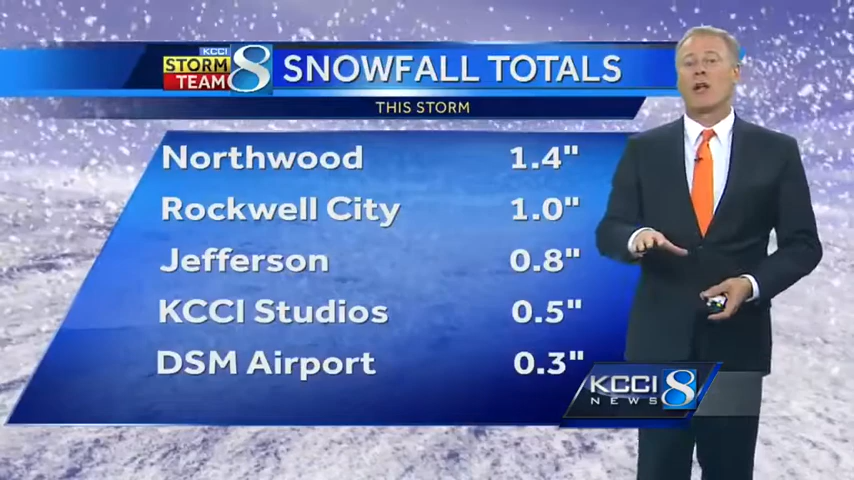 KCCI
STORM
TEAM 8
SNOWFALL TOTALS
THIS STORM
Northwood 1.4"
Rockwell City 1.0"
Jefferson 0.8"
KCCI Studios 0.5"
DSM Airport 0.3"
KCCI 8
NEWS